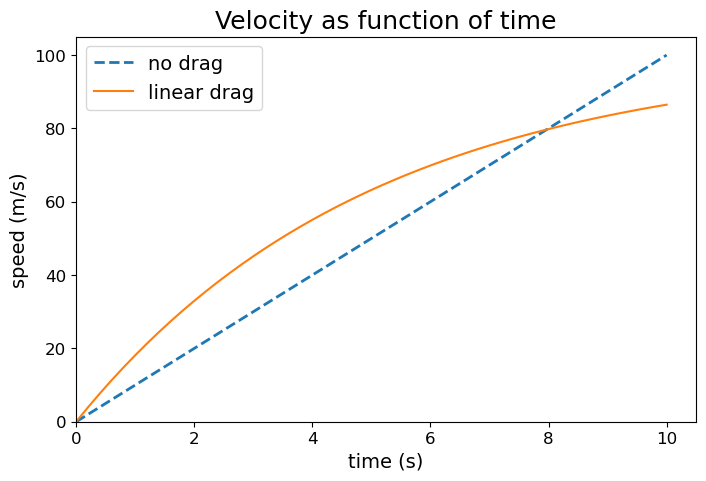 Velocity as function of time
no drag
linear drag
speed (m/s)
100
80
60
40
20
0
0 2 4 6 8 10
time (s)